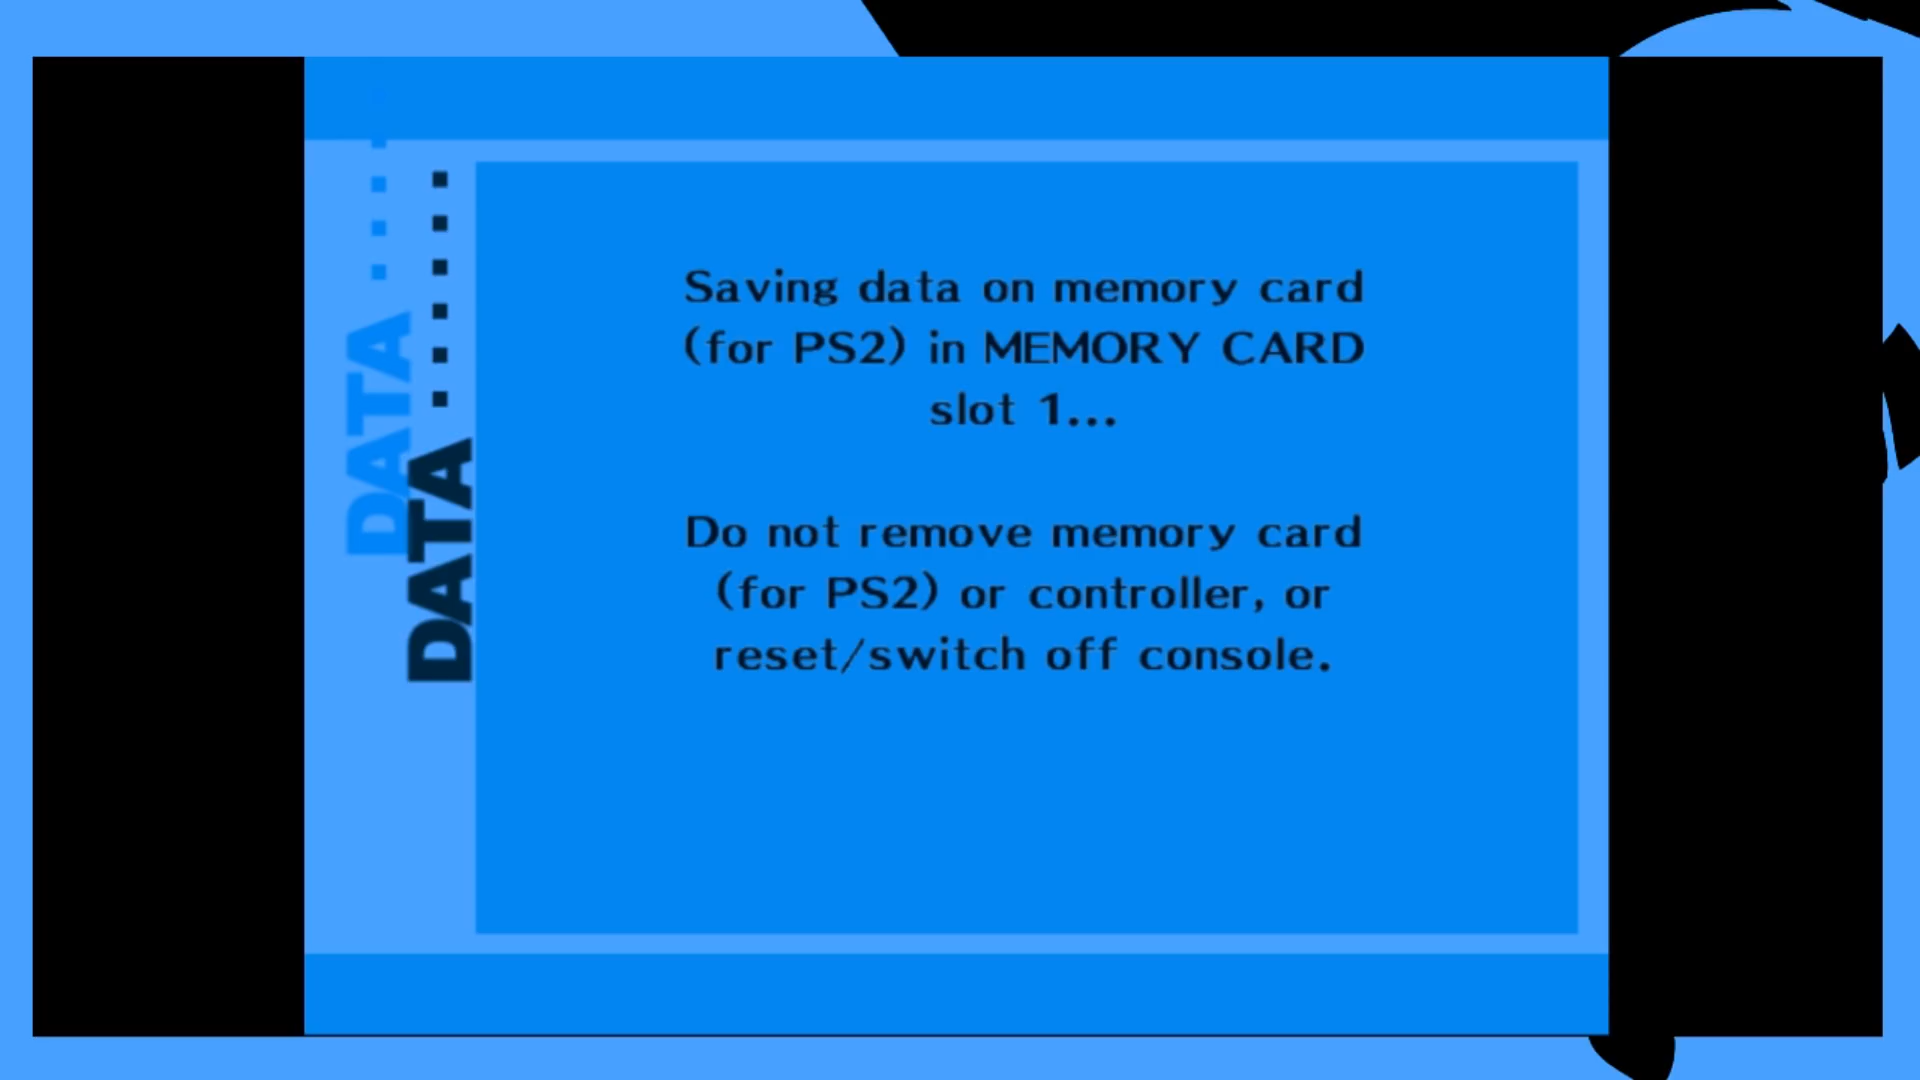 DATA......
DATA......
Saving data on memory card
(for PS2) in MEMORY CARD
slot 1...
Do not remove memory card
(for PS2) or controller, or
reset/switch off console.